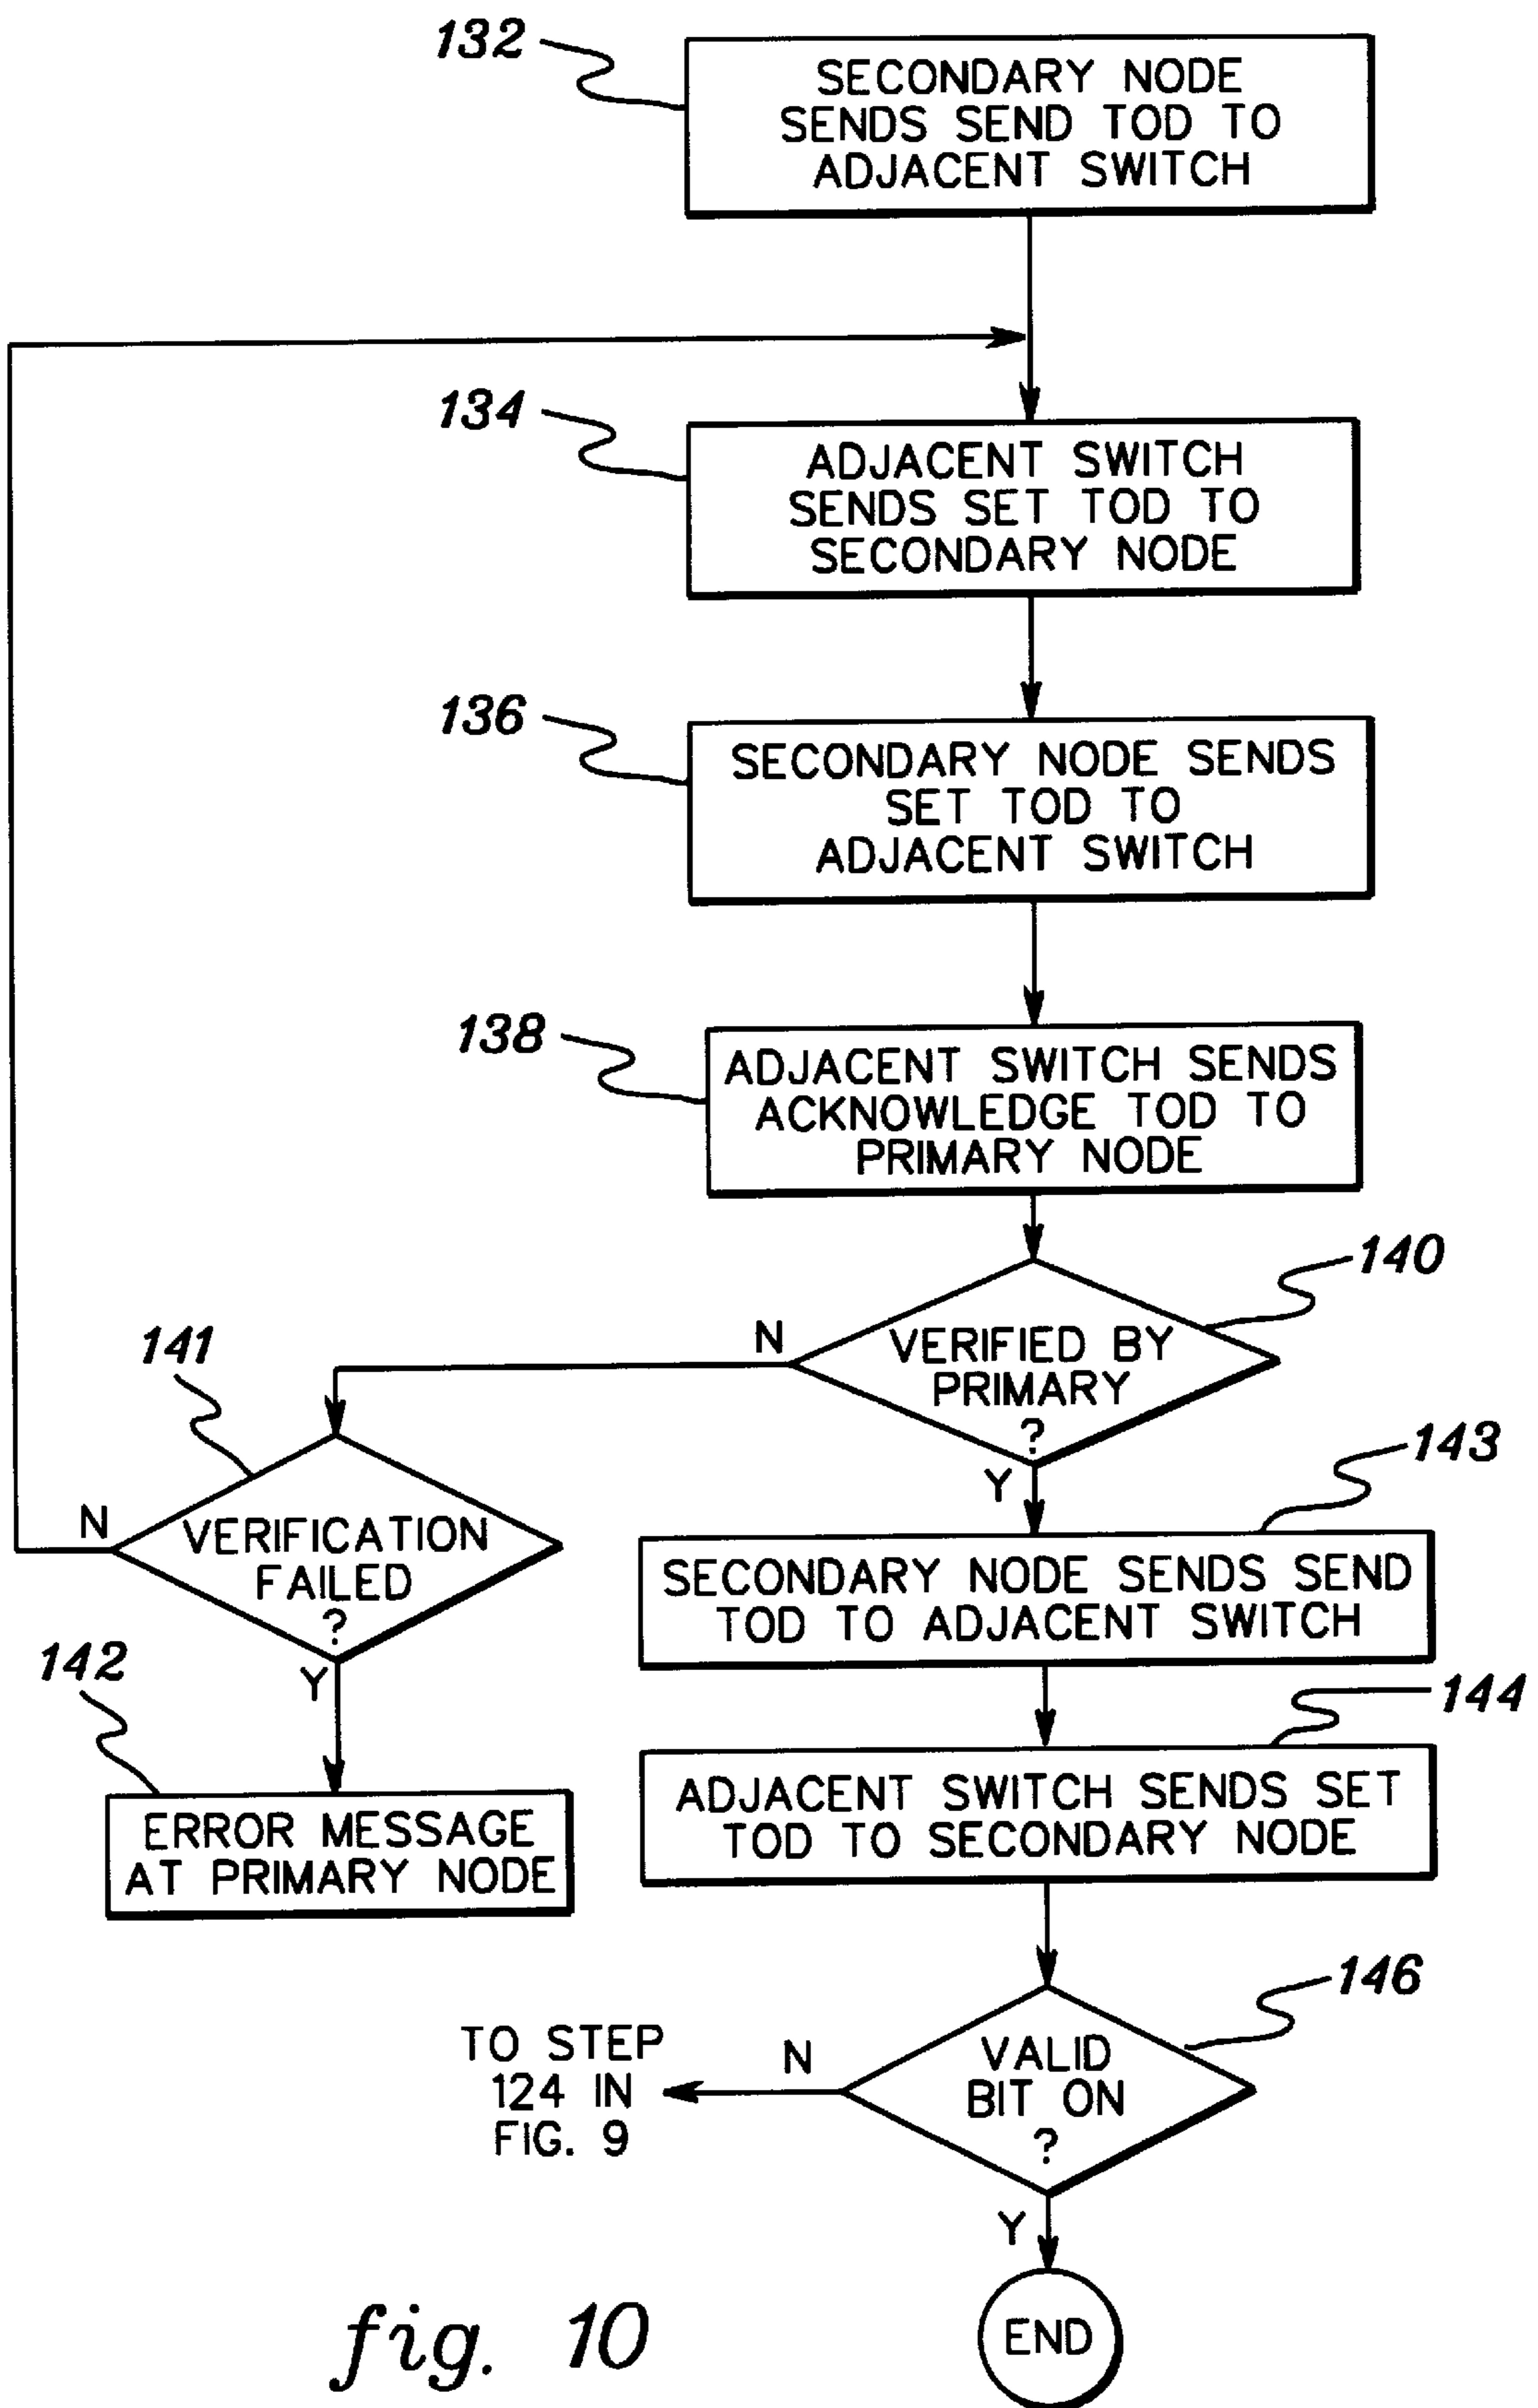 132
SECONDARY NODE
SENDS SEND TOD TO
ADJACENT SWITCH
134
ADJACENT SWITCH
SENDS SET TOD TO
SECONDARY NODE
136
SECONDARY NODE SENDS
SET TOD TO
ADJACENT SWITCH
138
ADJACENT SWITCH SENDS
ACKNOWLEDGE TOD TO
PRIMARY NODE
140
VERIFIED BY
PRIMARY
?
N
Y
141
VERIFICATION
FAILED
?
N
Y
142
ERROR MESSAGE
AT PRIMARY NODE
143
SECONDARY NODE SENDS SEND
TOD TO ADJACENT SWITCH
144
ADJACENT SWITCH SENDS SET
TOD TO SECONDARY NODE
146
VALID
BIT ON
?
N
TO STEP
124 IN
FIG. 9
Y
END
fig. 10